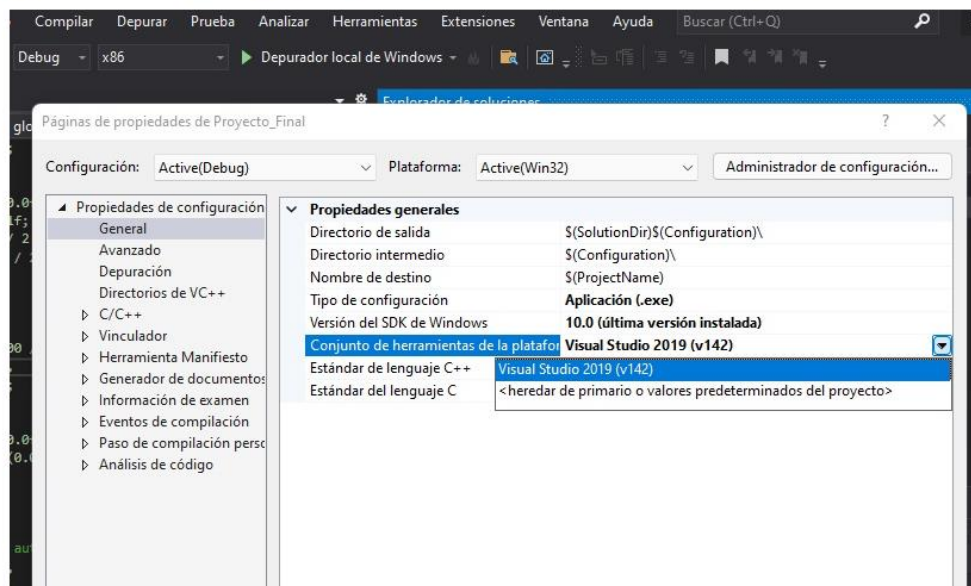 Compilar Depurar Prueba Analizar Herramientas Extensiones Ventana Ayuda Buscar (Ctrl+Q)
Debug x86 Depurador local de Windows
Explorador de soluciones
glo
Páginas de propiedades de Proyecto_Final ? ×
Configuración: Active(Debug) Plataforma: Active(Win32) Administrador de configuración...
Propiedades de configuración
General
Avanzado
Depuración
Directorios de VC++
C/C++
Vinculador
Herramienta Manifiesto
Generador de documentos
Información de examen
Eventos de compilación
Paso de compilación perso
Análisis de código
Propiedades generales
Directorio de salida $(SolutionDir)$(Configuration)\
Directorio intermedio $(Configuration)\
Nombre de destino $(ProjectName)
Tipo de configuración Aplicación (.exe)
Versión del SDK de Windows 10.0 (última versión instalada)
Conjunto de herramientas de la platafor Visual Studio 2019 (v142)
Estándar de lenguaje C++ Visual Studio 2019 (v142)
Estándar del lenguaje C <heredar de primario o valores predeterminados del proyecto>